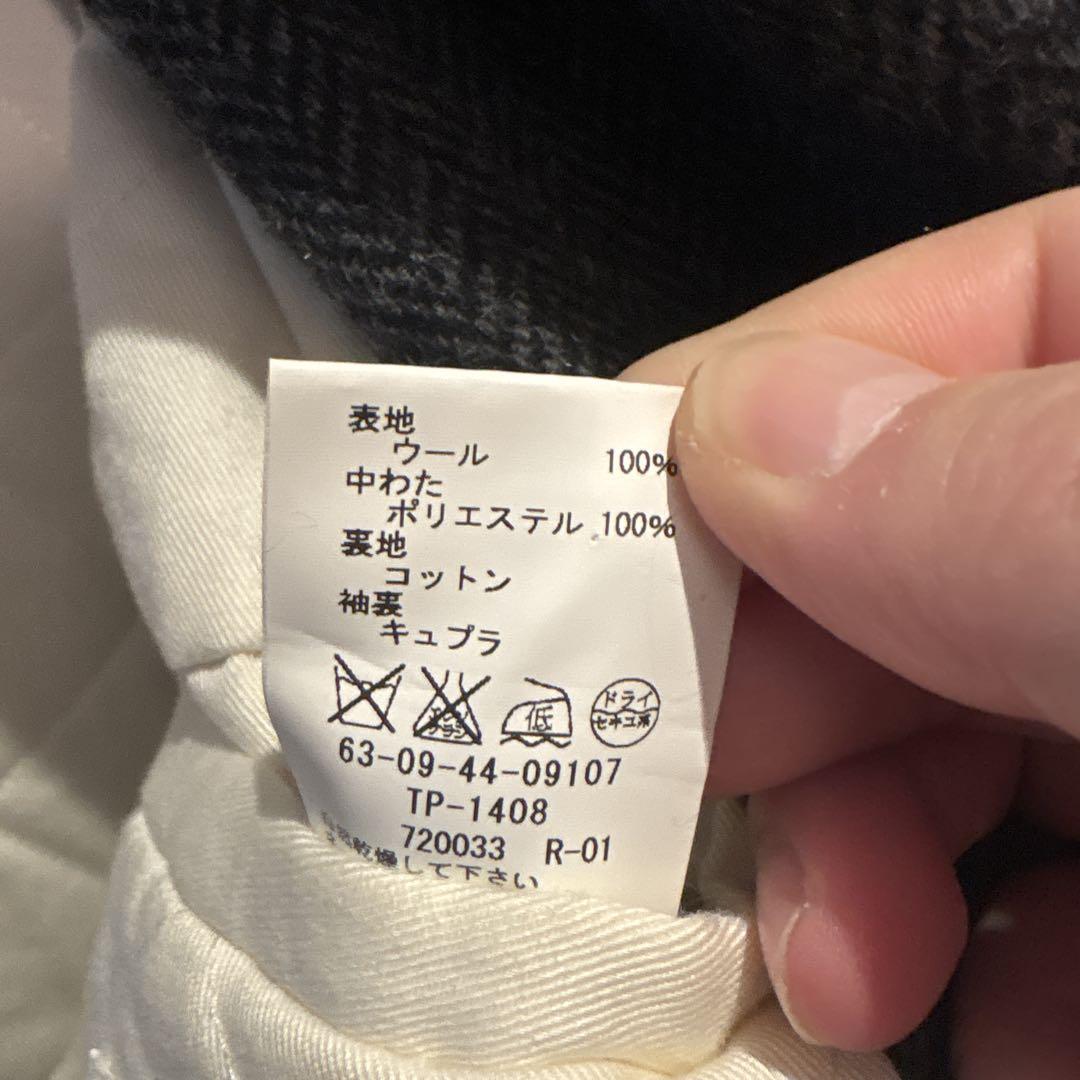 表地
ウール 100%
中わた
ポリエステル 100%
裏地
コットン
袖裏
キュプラ
低
ドライ
セキユ系
63-09-44-09107
TP-1408
720033 R-01
乾燥して下さい